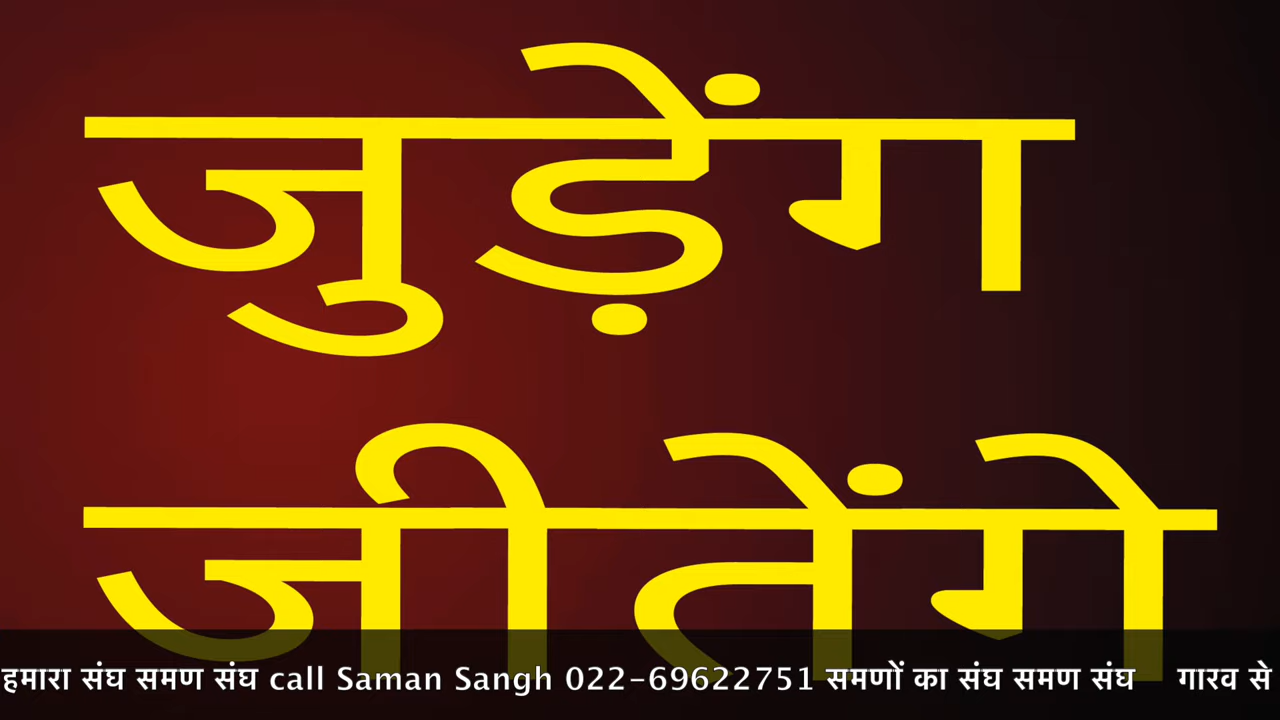 जुड़ेंग
जीतेंगे
हमारा संघ समण संघ call Saman Sangh 022-69622751 समणों का संघ समण संघ गारव से